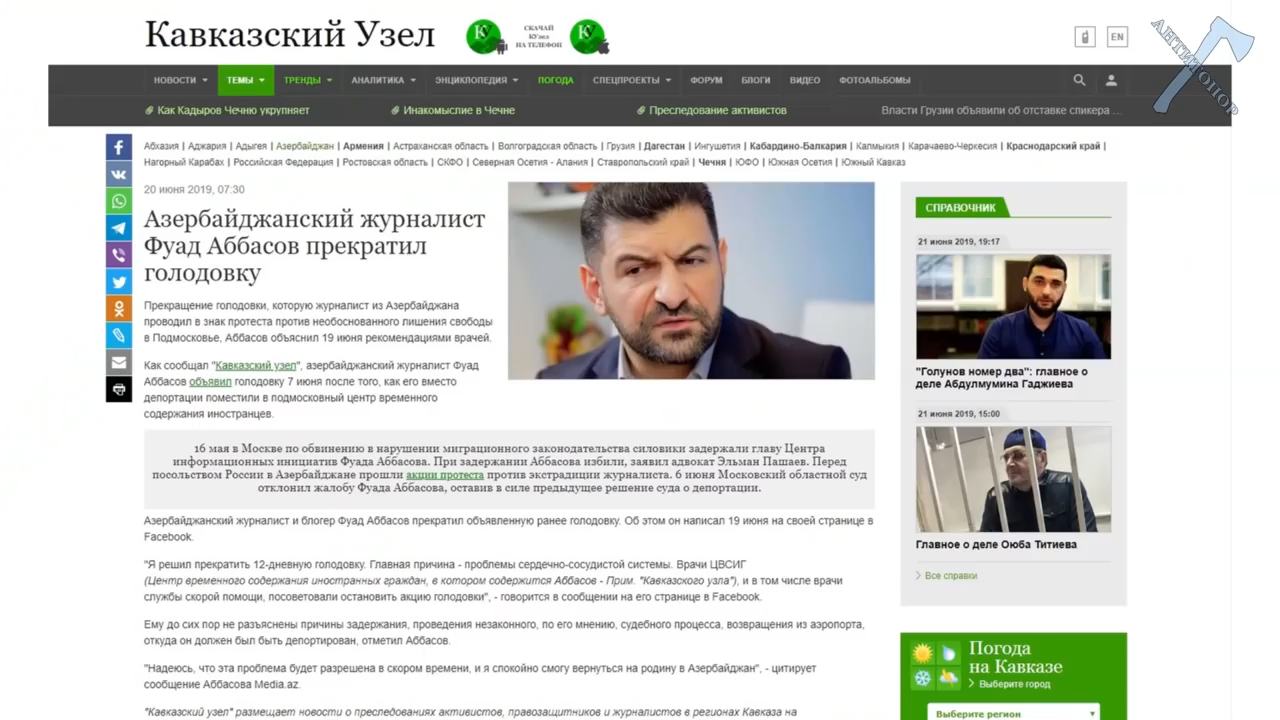 Кавказский Узел
СКАЧАЙ
КУзел
НА ТЕЛЕФОН
EN
АНТИТОПОР
НОВОСТИ
ТЕМЫ
ТРЕНДЫ
АНАЛИТИКА
ЭНЦИКЛОПЕДИЯ
ПОГОДА
СПЕЦПРОЕКТЫ
ФОРУМ
БЛОГИ
ВИДЕО
ФОТОАЛЬБОМЫ
Как Кадыров Чечню укрупняет
Инакомыслие в Чечне
Преследование активистов
Власти Грузии объявили об отставке спикера ...
Абхазия | Аджария | Адыгея | Азербайджан | Армения | Астраханская область | Волгоградская область | Грузия | Дагестан | Ингушетия | Кабардино-Балкария | Калмыкия | Карачаево-Черкесия | Краснодарский край |
Нагорный Карабах | Российская Федерация | Ростовская область | СКФО | Северная Осетия - Алания | Ставропольский край | Чечня | ЮФО | Южная Осетия | Южный Кавказ
20 июня 2019, 07:30
Азербайджанский журналист
Фуад Аббасов прекратил
голодовку
Прекращение голодовки, которую журналист из Азербайджана
проводил в знак протеста против необоснованного лишения свободы
в Подмосковье, Аббасов объяснил 19 июня рекомендациями врачей.
Как сообщал "Кавказский узел", азербайджанский журналист Фуад
Аббасов объявил голодовку 7 июня после того, как его вместо
депортации поместили в подмосковный центр временного
содержания иностранцев.
16 мая в Москве по обвинению в нарушении миграционного законодательства силовики задержали главу Центра
информационных инициатив Фуада Аббасова. При задержании Аббасова избили, заявил адвокат Эльман Пашаев. Перед
посольством России в Азербайджане прошли акции протеста против экстрадиции журналиста. 6 июня Московский областной суд
отклонил жалобу Фуада Аббасова, оставив в силе предыдущее решение суда о депортации.
Азербайджанский журналист и блогер Фуад Аббасов прекратил объявленную ранее голодовку. Об этом он написал 19 июня на своей странице в
Facebook.
"Я решил прекратить 12-дневную голодовку. Главная причина - проблемы сердечно-сосудистой системы. Врачи ЦВСИГ
(Центр временного содержания иностранных граждан, в котором содержится Аббасов - Прим. "Кавказского узла"), и в том числе врачи
службы скорой помощи, посоветовали остановить акцию голодовки", - говорится в сообщении на его странице в Facebook.
Ему до сих пор не разъяснены причины задержания, проведения незаконного, по его мнению, судебного процесса, возвращения из аэропорта,
откуда он должен был быть депортирован, отметил Аббасов.
"Надеюсь, что эта проблема будет разрешена в скором времени, и я спокойно смогу вернуться на родину в Азербайджан", - цитирует
сообщение Аббасова Media.az.
"Кавказский узел" размещает новости о преследованиях активистов, правозащитников и журналистов в регионах Кавказа на
СПРАВОЧНИК
21 июня 2019, 19:17
"Голунов номер два": главное о
деле Абдулмумина Гаджиева
21 июня 2019, 15:00
Главное о деле Оюба Титиева
Все справки
Погода
на Кавказе
Выберите город
Выберите регион